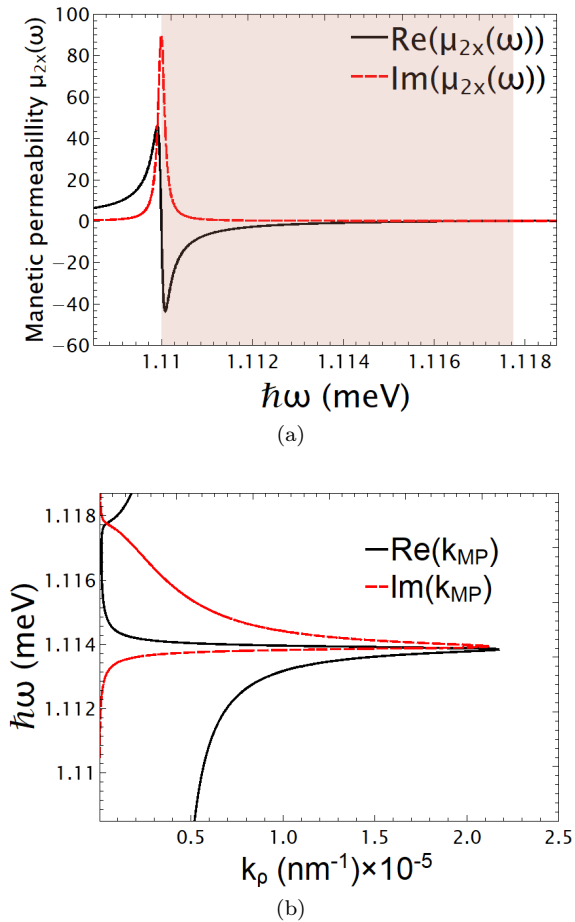 100
80
60
40
20
0
−20
−40
−60
Manetic permeabillity μ2x(ω)
Re(μ2x(ω))
Im(μ2x(ω))
1.11 1.112 1.114 1.116 1.118
ħω (meV)
(a)
1.118
1.116
1.114
1.112
1.11
ħω (meV)
Re(kMP)
Im(kMP)
0.5 1.0 1.5 2.0 2.5
kρ (nm-1)×10-5
(b)